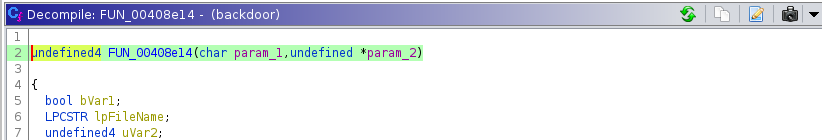 Decompile: FUN_00408e14 - (backdoor)
1
2 undefined4 FUN_00408e14(char param_1,undefined *param_2)
3
4 {
5 bool bVar1;
6 LPCSTR lpFileName;
7 undefined4 uVar2;